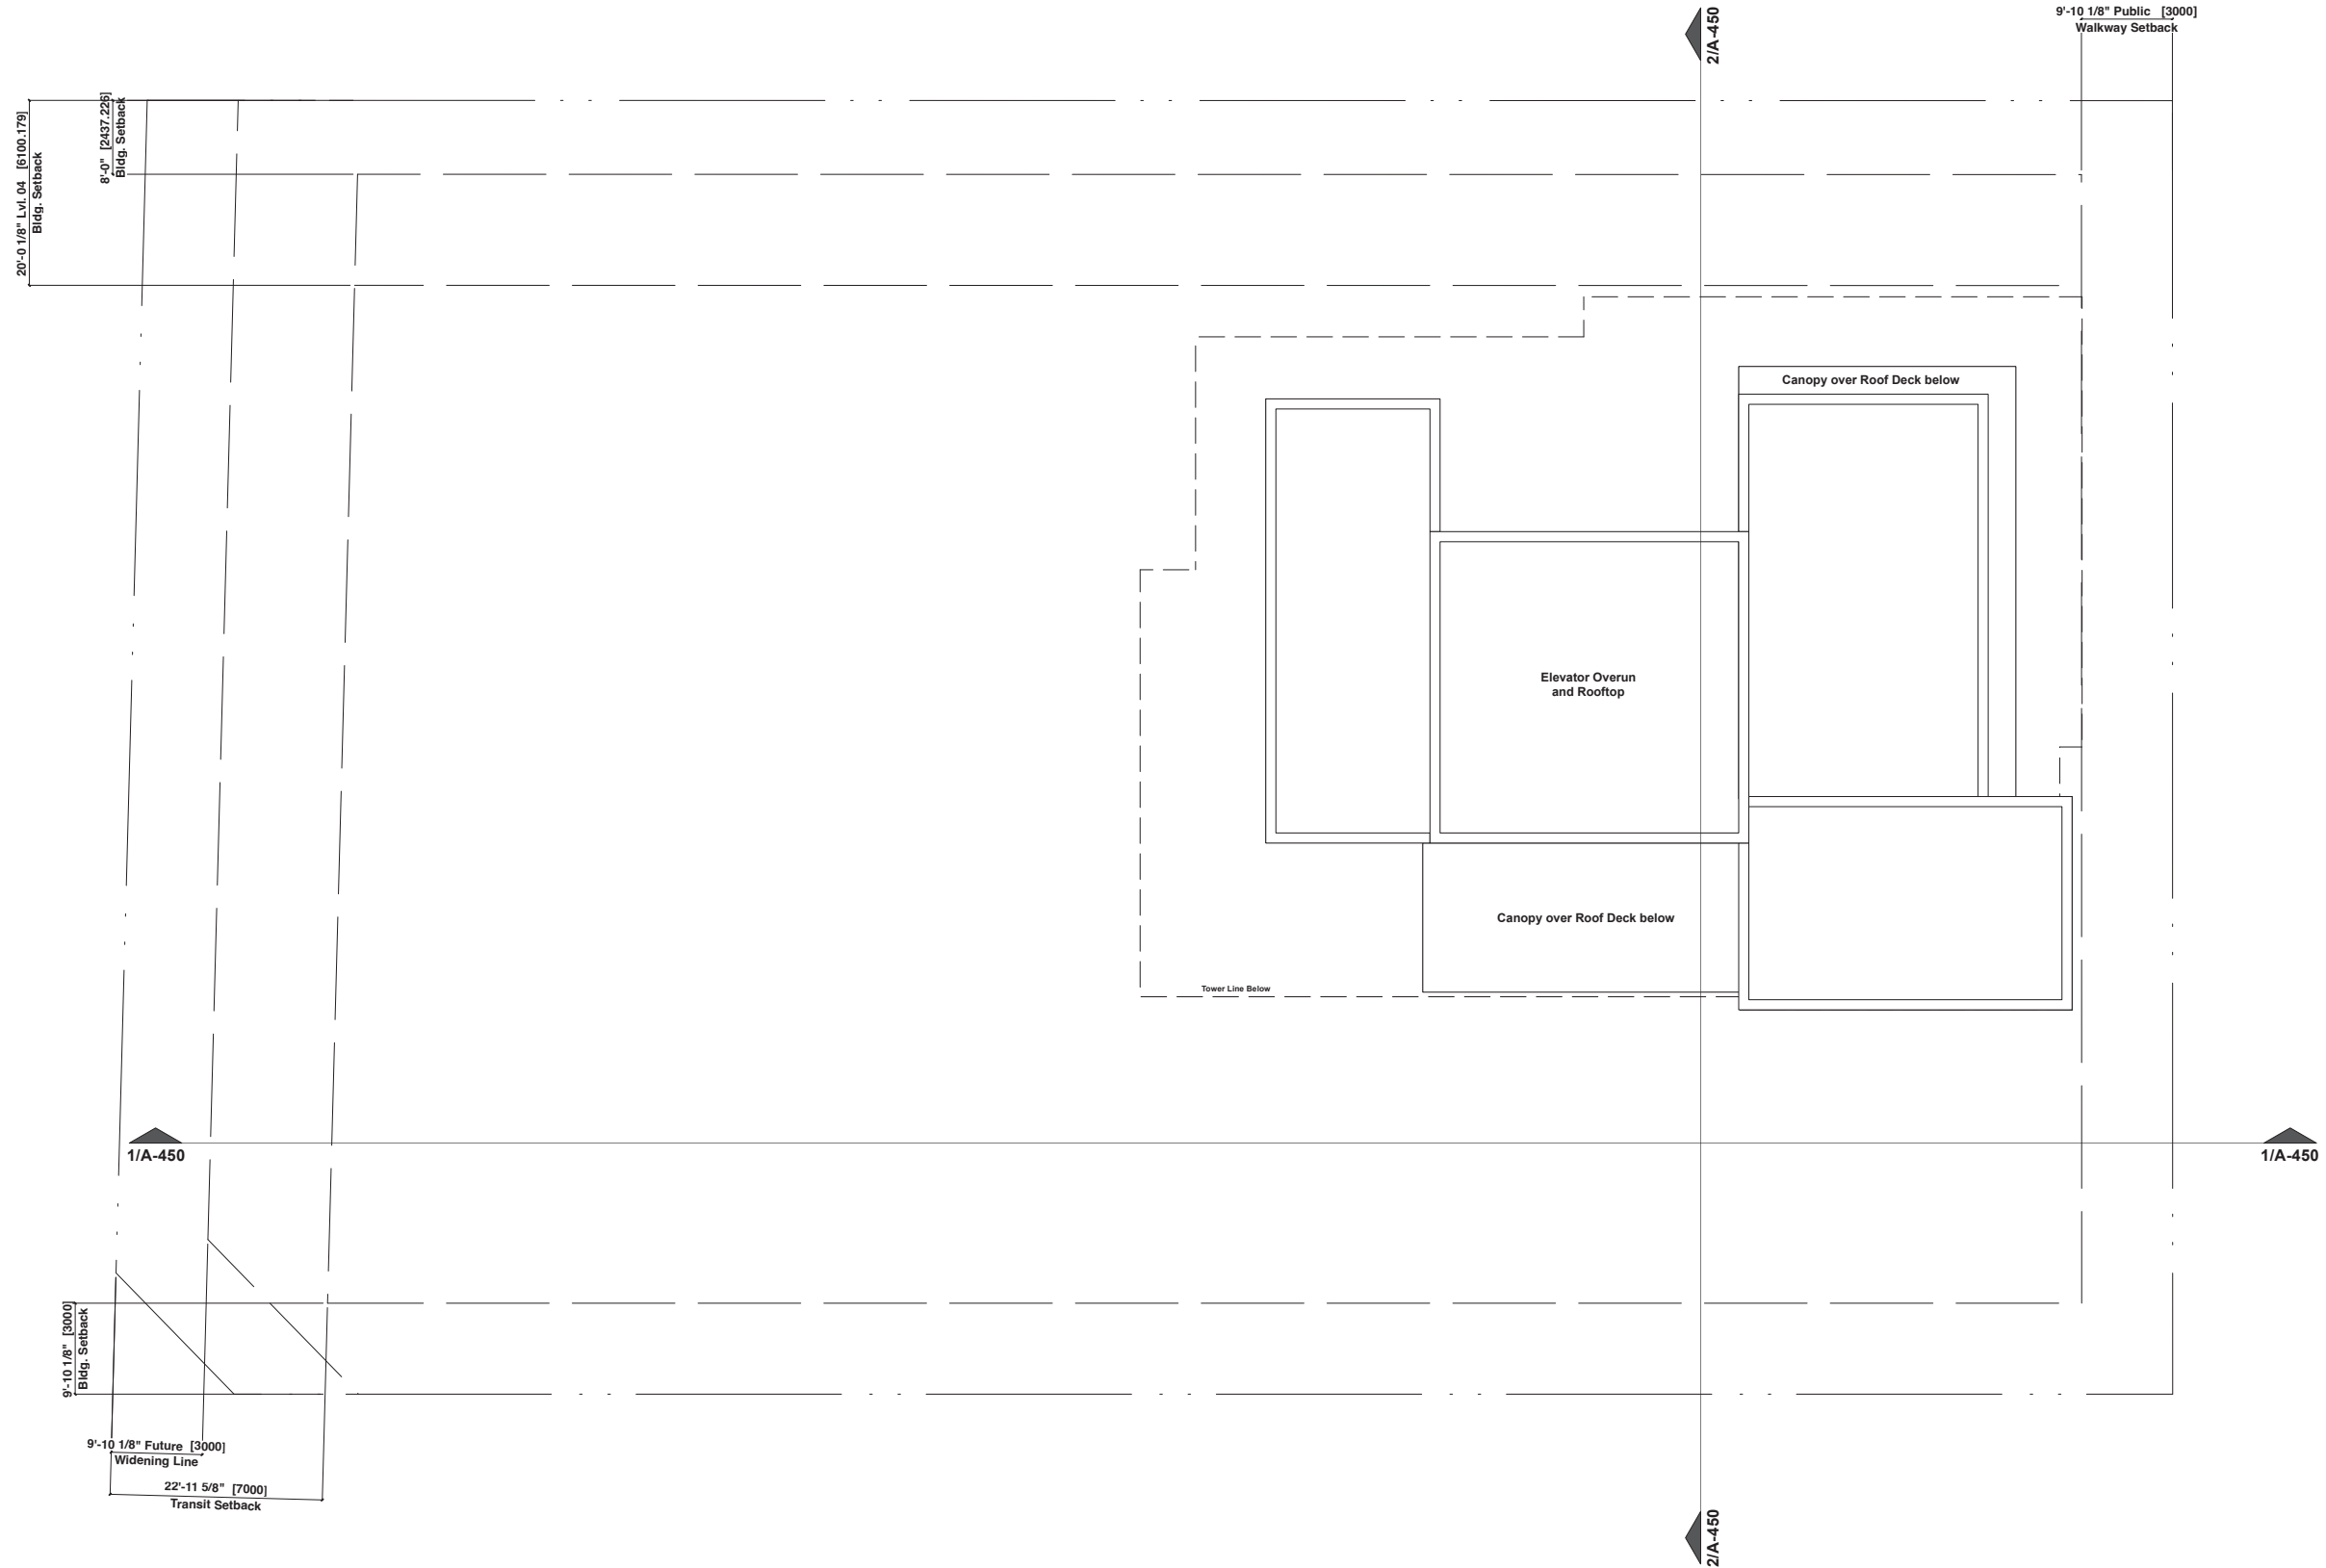 9'-10 1/8" Public [3000]
Walkway Setback
2/A-450
8'-0" [2437.226]
Bldg. Setback
20'-0 1/8" Lvl. 04 [6100.179]
Bldg. Setback
Canopy over Roof Deck below
Elevator Overun
and Rooftop
Canopy over Roof Deck below
Tower Line Below
1/A-450
1/A-450
9'-10 1/8" [3000]
Bldg. Setback
9'-10 1/8" Future [3000]
Widening Line
22'-11 5/8" [7000]
Transit Setback
2/A-450